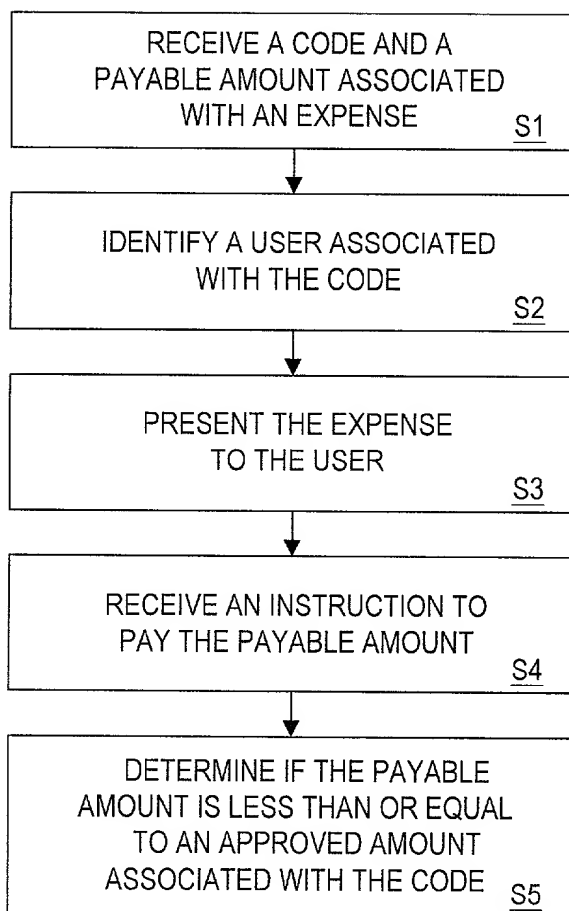 RECEIVE A CODE AND A
PAYABLE AMOUNT ASSOCIATED
WITH AN EXPENSE
S1
IDENTIFY A USER ASSOCIATED
WITH THE CODE
S2
PRESENT THE EXPENSE
TO THE USER
S3
RECEIVE AN INSTRUCTION TO
PAY THE PAYABLE AMOUNT
S4
DETERMINE IF THE PAYABLE
AMOUNT IS LESS THAN OR EQUAL
TO AN APPROVED AMOUNT
ASSOCIATED WITH THE CODE
S5